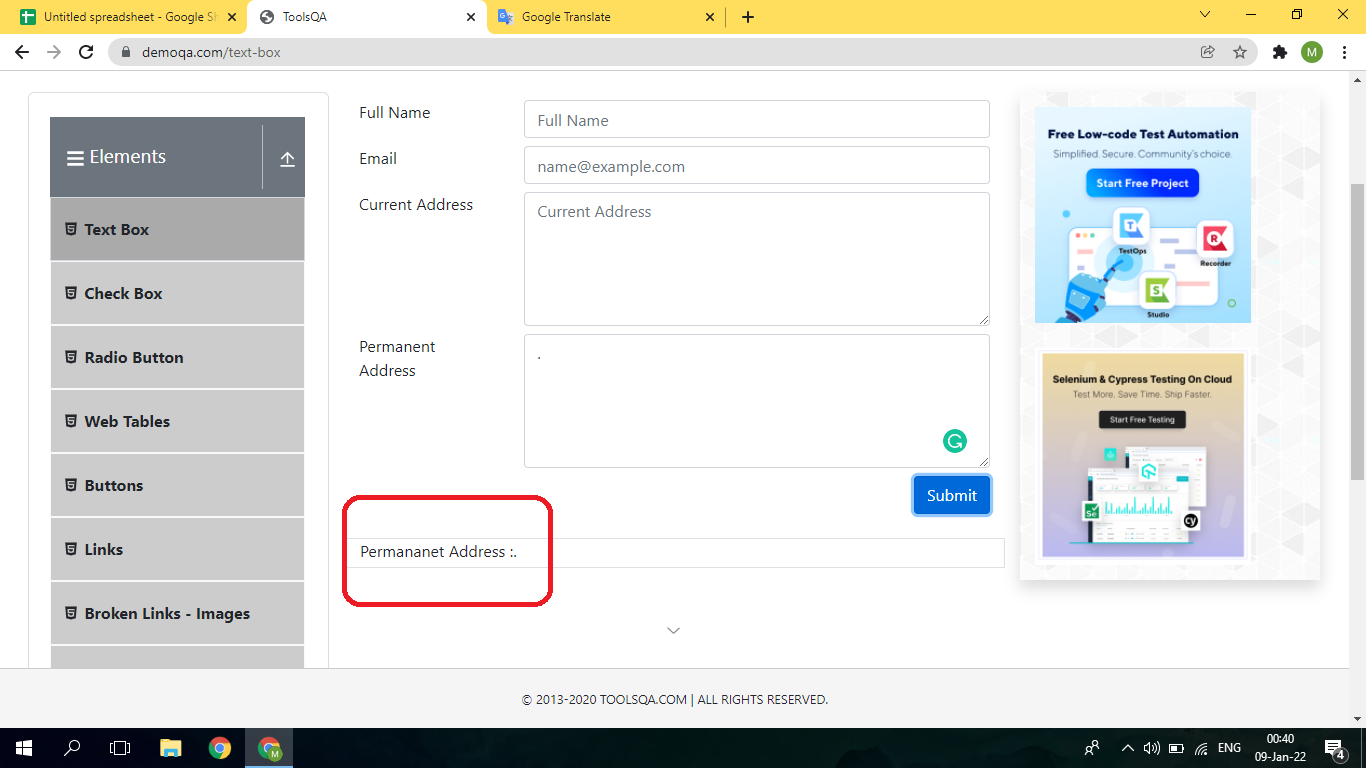 Untitled spreadsheet - Google Sh
ToolsQA
Google Translate
demoqa.com/text-box
M
Elements
Text Box
Check Box
Radio Button
Web Tables
Buttons
Links
Broken Links - Images
Full Name
Full Name
Email
name@example.com
Current Address
Current Address
Permanent
Address
.
Submit
Permananet Address :.
Free Low-code Test Automation
Simplified. Secure. Community's choice.
Start Free Project
TestOps
Recorder
Studio
Selenium & Cypress Testing On Cloud
Test More. Save Time. Ship Faster.
Start Free Testing
Se
cy
© 2013-2020 TOOLSQA.COM | ALL RIGHTS RESERVED.
M
ENG
00:40
09-Jan-22
4